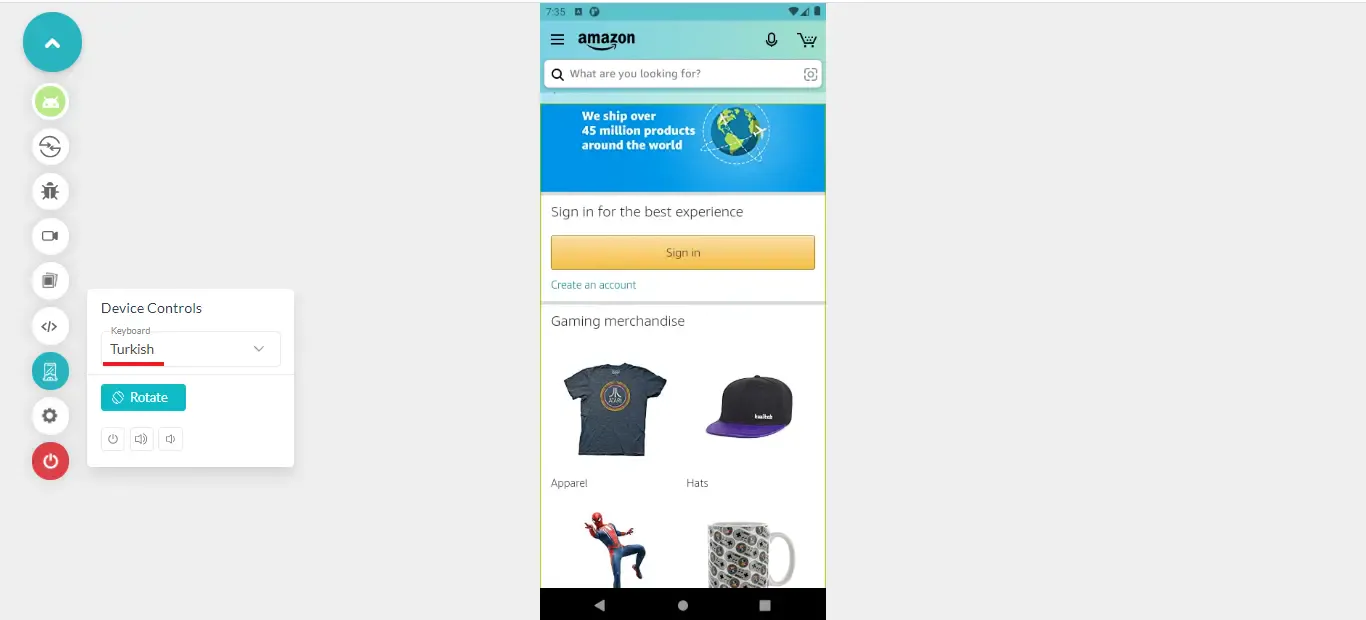 7:35
amazon
What are you looking for?
We ship over
45 million products
around the world
Sign in for the best experience
Sign in
Create an account
Device Controls
Keyboard
Turkish
Rotate
Gaming merchandise
ATARI
Apparel
Hats